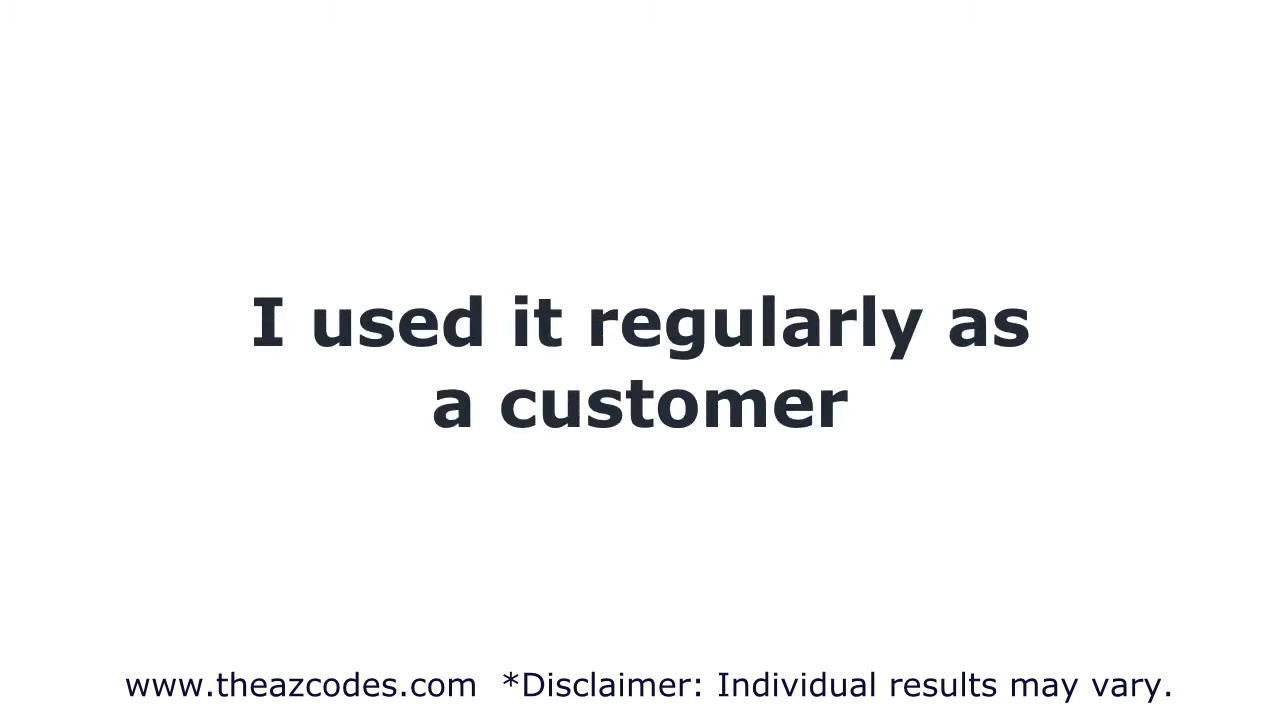 I used it regularly as
a customer
www.theazcodes.com *Disclaimer: Individual results may vary.